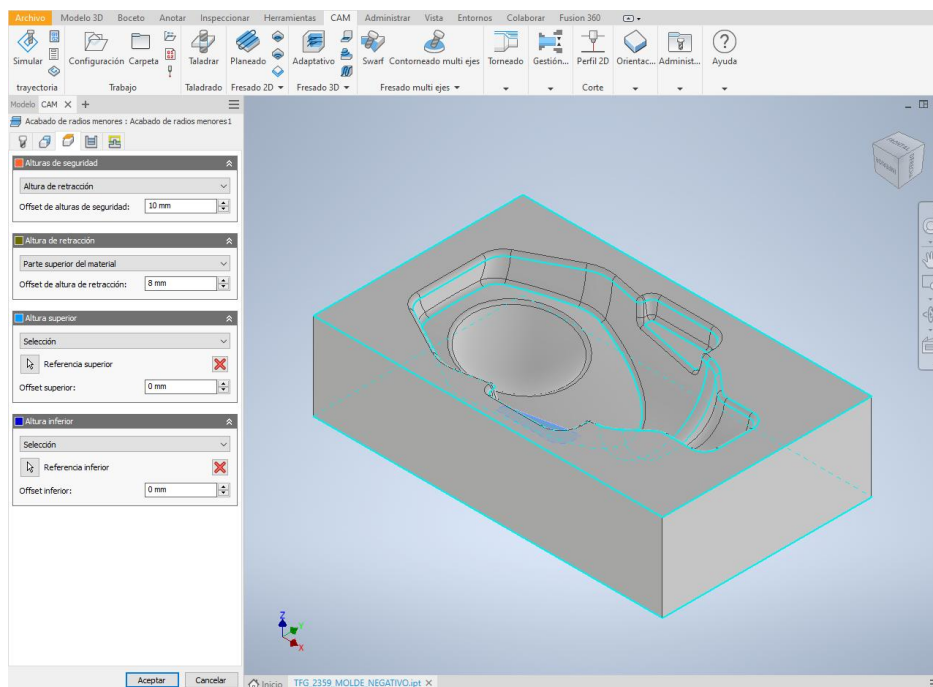 Archivo Modelo 3D Boceto Anotar Inspeccionar Herramientas CAM Administrar Vista Entornos Colaborar Fusion 360
Simular Configuración Carpeta Taladrar Planeado Adaptativo Swarf Contorneado multi ejes Torneado Gestión... Perfil 2D Orientac... Administ... Ayuda
trayectoria Trabajo Taladrado Fresado 2D Fresado 3D Fresado multi ejes Corte
Modelo CAM
Acabado de radios menores : Acabado de radios menores1
Alturas de seguridad
Altura de retracción
Offset de alturas de seguridad: 10 mm
Altura de retracción
Parte superior del material
Offset de altura de retracción: 8 mm
Altura superior
Selección
Referencia superior
Offset superior: 0 mm
Altura inferior
Selección
Referencia inferior
Offset inferior: 0 mm
FRONTAL
Z
Y
X
Aceptar Cancelar
Inicio TFG_2359_MOLDE_NEGATIVO.ipt